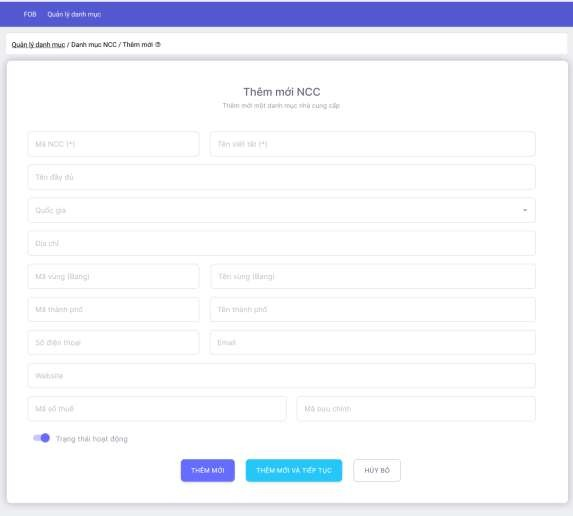 FOB Quản lý danh mục
Quản lý danh mục / Danh mục NCC / Thêm mới
Thêm mới NCC
Thêm mới một danh mục nhà cung cấp
Mã NCC (*) Tên viết tắt (*)
Tên đầy đủ
Quốc gia
Địa chỉ
Mã vùng (Bang) Tên vùng (Bang)
Mã thành phố Tên thành phố
Số điện thoại Email
Website
Mã số thuế Mã bưu chính
Trạng thái hoạt động
THÊM MỚI THÊM MỚI VÀ TIẾP TỤC HỦY BỎ